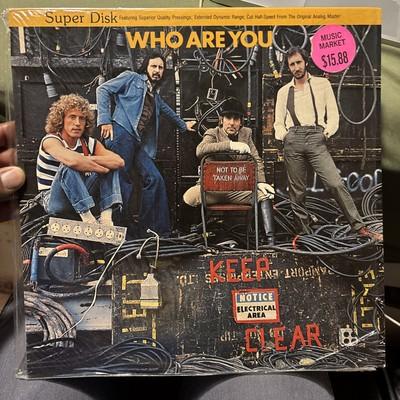 Super Disk Featuring Superior Quality Pressings; Extended Dynamic Range; Cut Half-Speed From The Original Analog Master
WHO ARE YOU
MUSIC
MARKET
$15.88
NOT TO BE
TAKEN AWAY
KEEP
NOTICE
ELECTRICAL
AREA
CLEAR